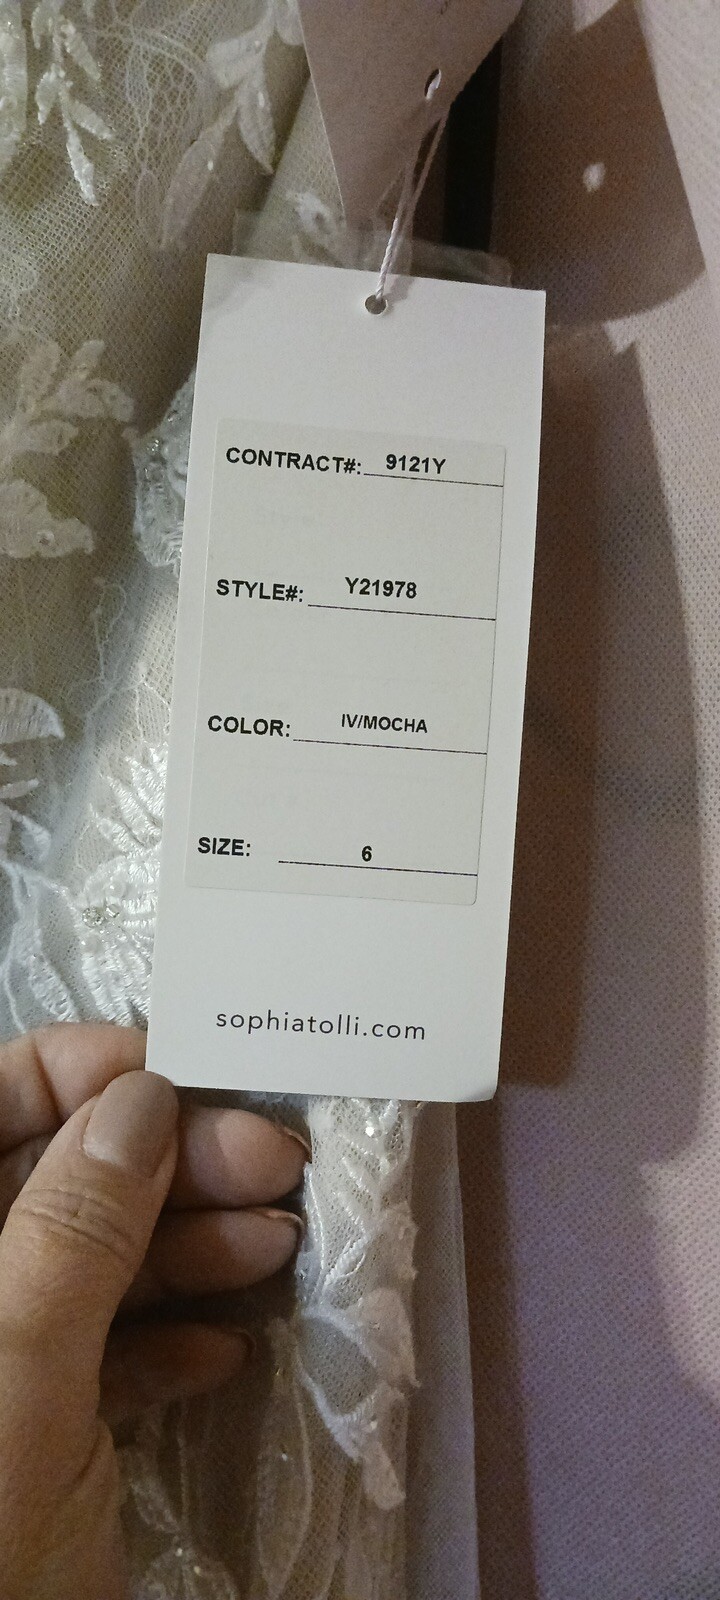 CONTRACT#: 9121Y
STYLE#: Y21978
COLOR: IV/MOCHA
SIZE: 6
sophiatolli.com